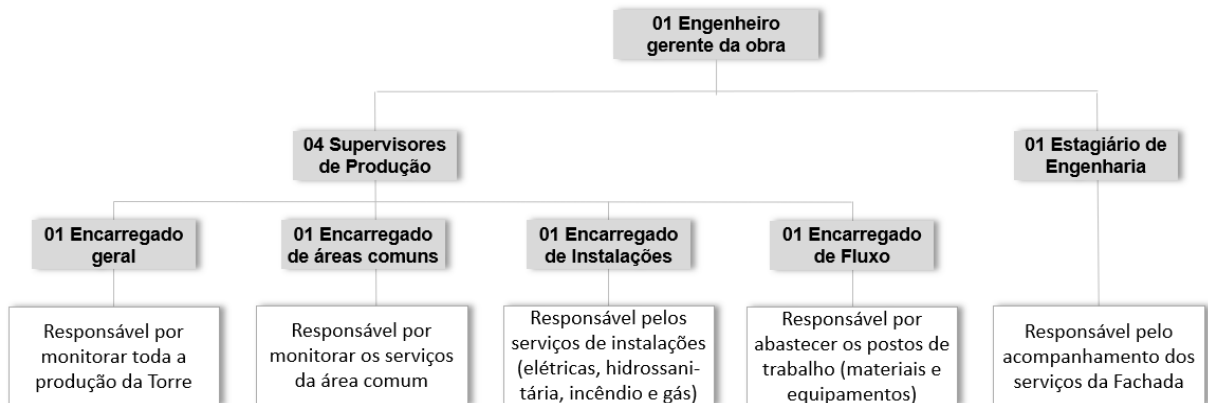 01 Engenheiro
gerente da obra
04 Supervisores
de Produção
01 Estagiário de
Engenharia
01 Encarregado
geral
01 Encarregado
de áreas comuns
01 Encarregado
de Instalações
01 Encarregado
de Fluxo
Responsável por
monitorar toda a
produção da Torre
Responsável por
monitorar os serviços
da área comum
Responsável pelos
serviços de instalações
(elétricas, hidrossani-
tária, incêndio e gás)
Responsável por
abastecer os postos de
trabalho (materiais e
equipamentos)
Responsável pelo
acompanhamento dos
serviços da Fachada